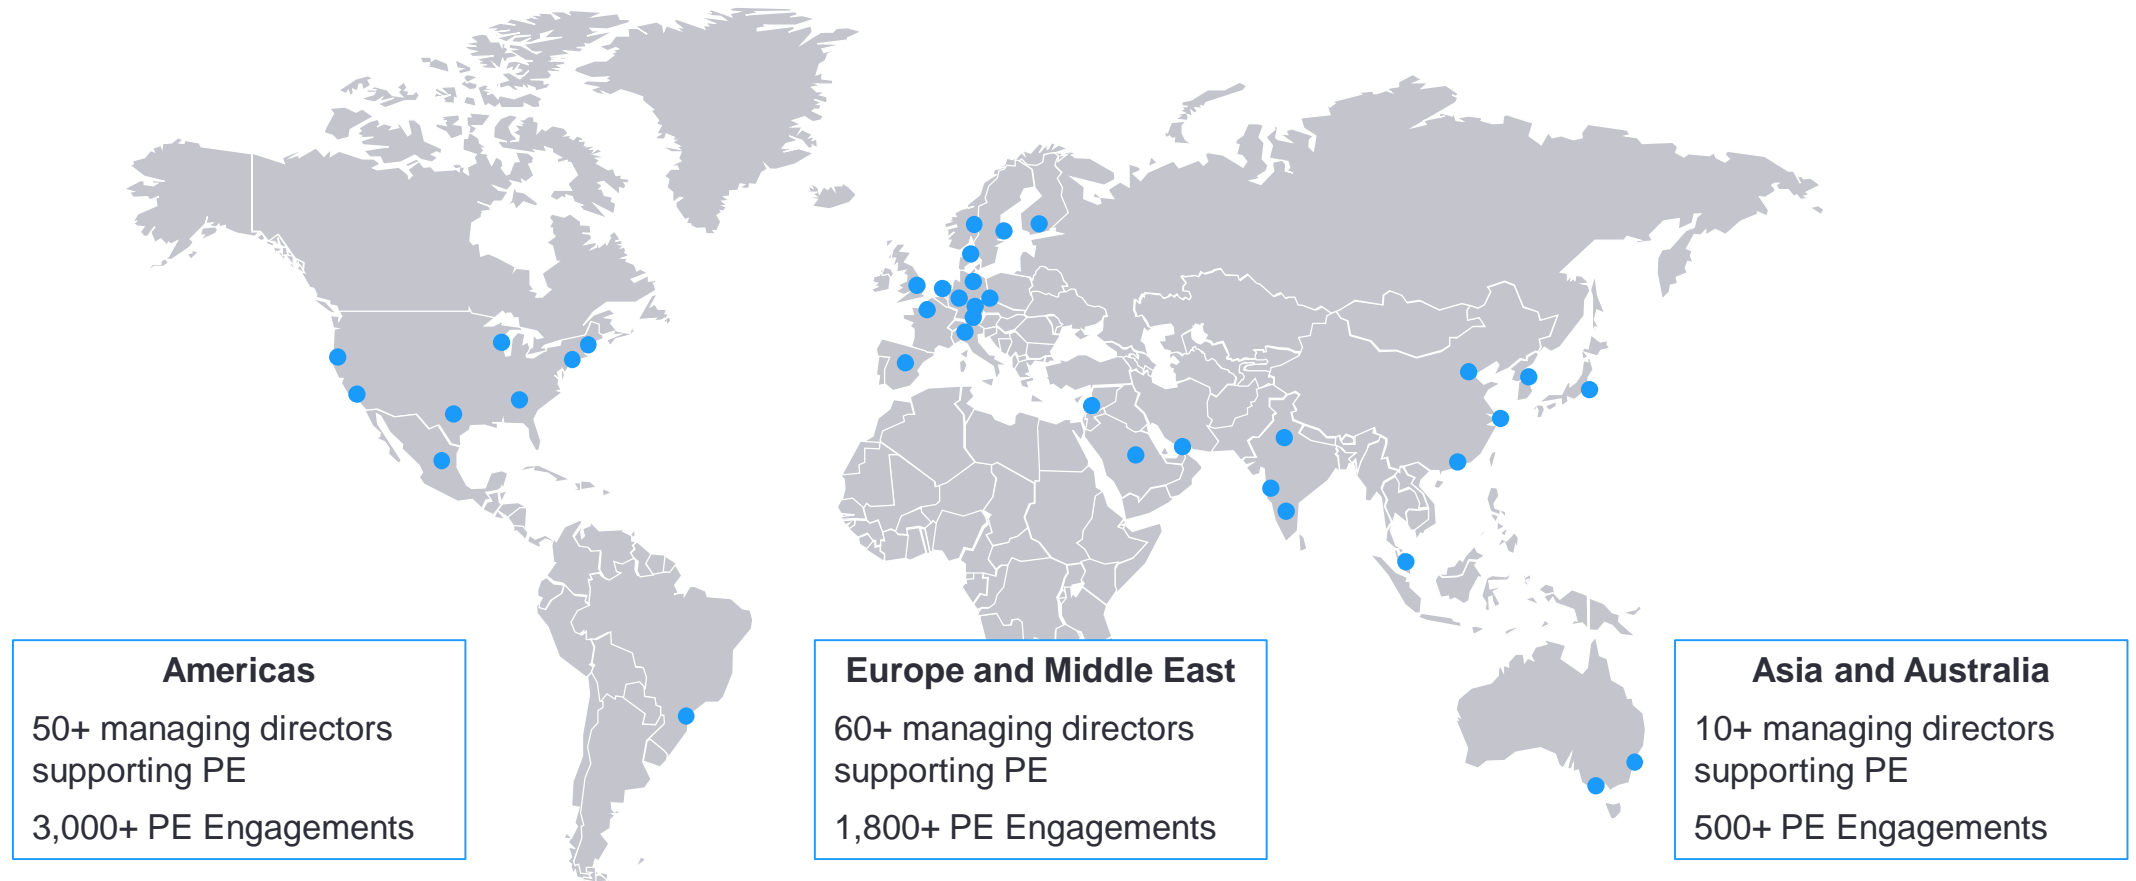 Americas
50+ managing directors
supporting PE
3,000+ PE Engagements
Europe and Middle East
60+ managing directors
supporting PE
1,800+ PE Engagements
Asia and Australia
10+ managing directors
supporting PE
500+ PE Engagements